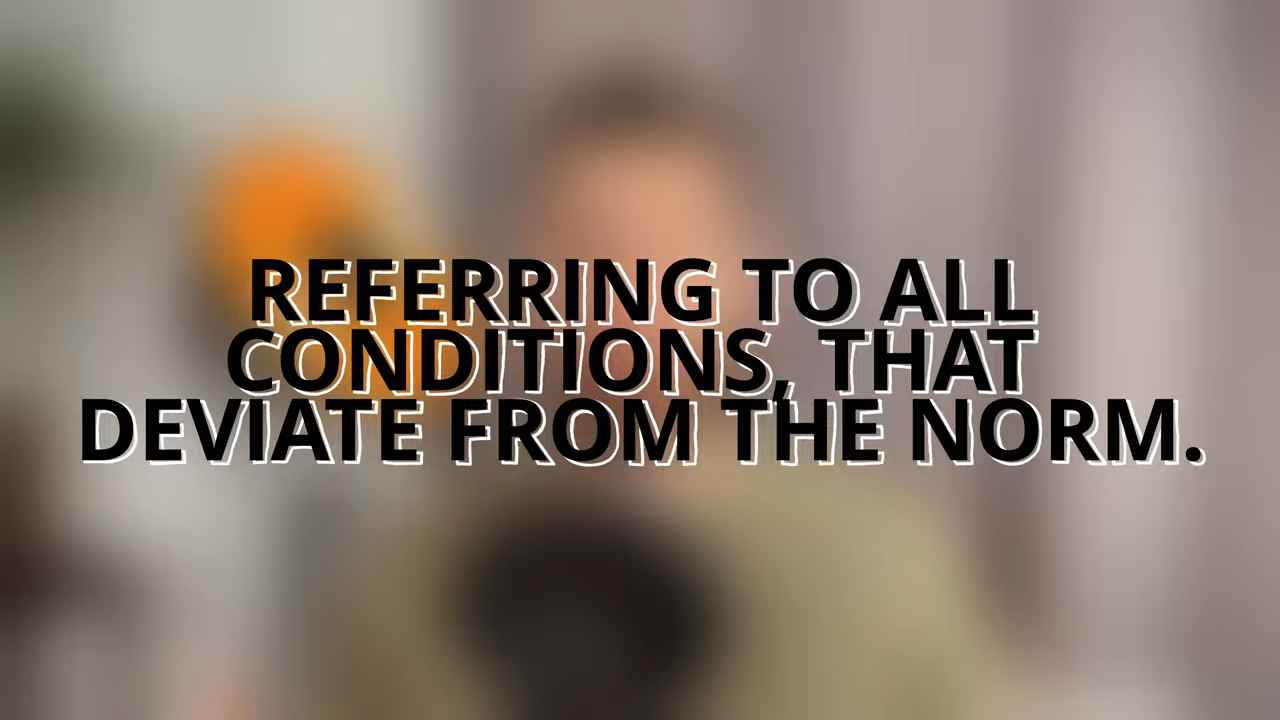 REFERRING TO ALL
CONDITIONS, THAT
DEVIATE FROM THE NORM.